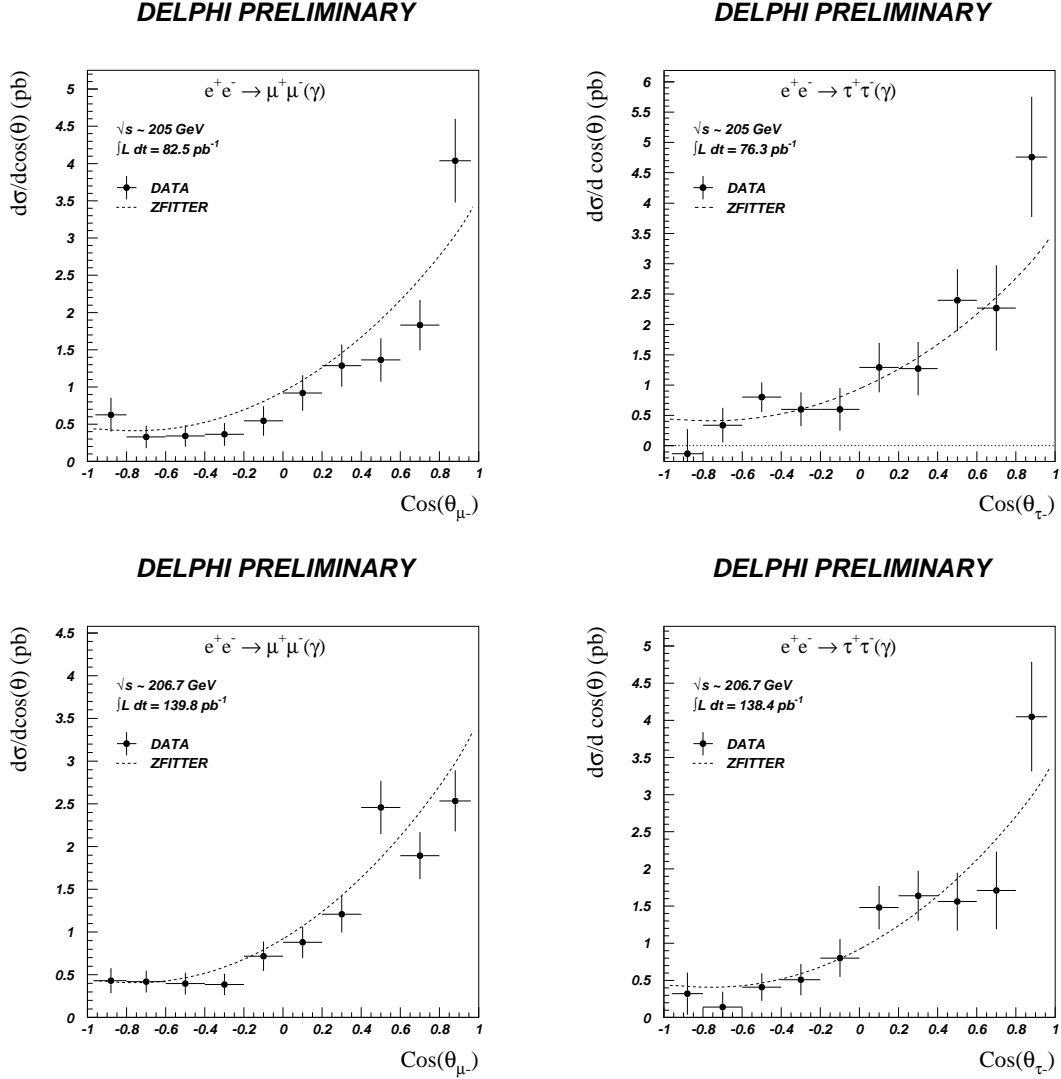 DELPHI PRELIMINARY
dσ/dcos(θ) (pb)
e⁺e⁻ → μ⁺μ⁻(γ)
√s ~ 205 GeV
∫L dt = 82.5 pb⁻¹
DATA
ZFITTER
5
4.5
4
3.5
3
2.5
2
1.5
1
0.5
0
-1 -0.8 -0.6 -0.4 -0.2 0 0.2 0.4 0.6 0.8 1
Cos(θμ-)
DELPHI PRELIMINARY
dσ/d cos(θ) (pb)
e⁺e⁻ → τ⁺τ⁻(γ)
√s ~ 205 GeV
∫L dt = 76.3 pb⁻¹
DATA
ZFITTER
6
5.5
5
4.5
4
3.5
3
2.5
2
1.5
1
0.5
0
-1 -0.8 -0.6 -0.4 -0.2 0 0.2 0.4 0.6 0.8 1
Cos(θτ-)
DELPHI PRELIMINARY
dσ/dcos(θ) (pb)
e⁺e⁻ → μ⁺μ⁻(γ)
√s ~ 206.7 GeV
∫L dt = 139.8 pb⁻¹
DATA
ZFITTER
4.5
4
3.5
3
2.5
2
1.5
1
0.5
0
-1 -0.8 -0.6 -0.4 -0.2 0 0.2 0.4 0.6 0.8 1
Cos(θμ-)
DELPHI PRELIMINARY
dσ/d cos(θ) (pb)
e⁺e⁻ → τ⁺τ⁻(γ)
√s ~ 206.7 GeV
∫L dt = 138.4 pb⁻¹
DATA
ZFITTER
5
4.5
4
3.5
3
2.5
2
1.5
1
0.5
0
-1 -0.8 -0.6 -0.4 -0.2 0 0.2 0.4 0.6 0.8 1
Cos(θτ-)